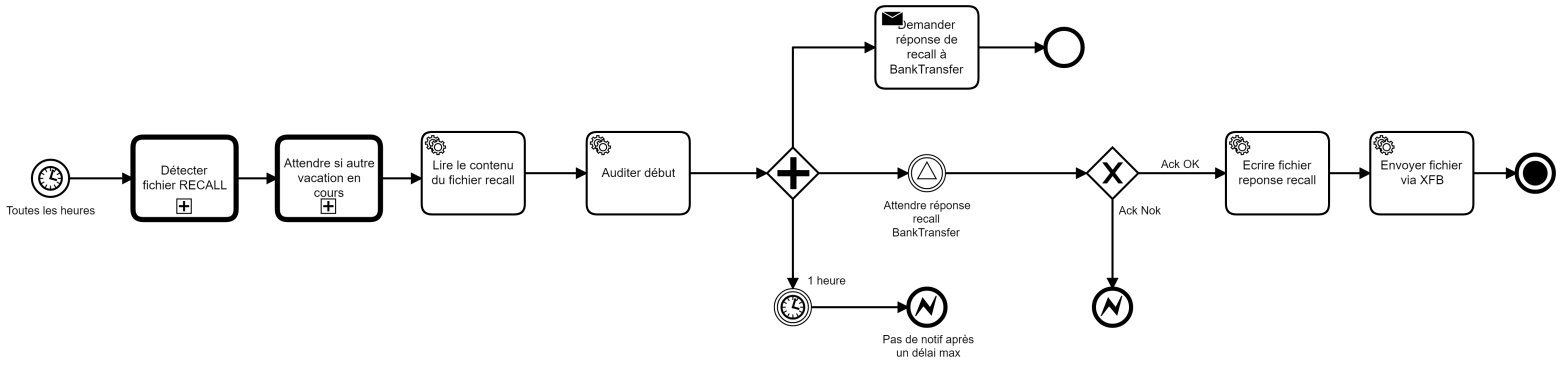 Demander
réponse de
recall à
BankTransfer
Toutes les heures
Détecter
fichier RECALL
Attendre si autre
vacation en
cours
Lire le contenu
du fichier recall
Auditer début
Attendre réponse
recall
BankTransfer
1 heure
Pas de notif après
un délai max
Ack OK
Ack Nok
Ecrire fichier
reponse recall
Envoyer fichier
via XFB